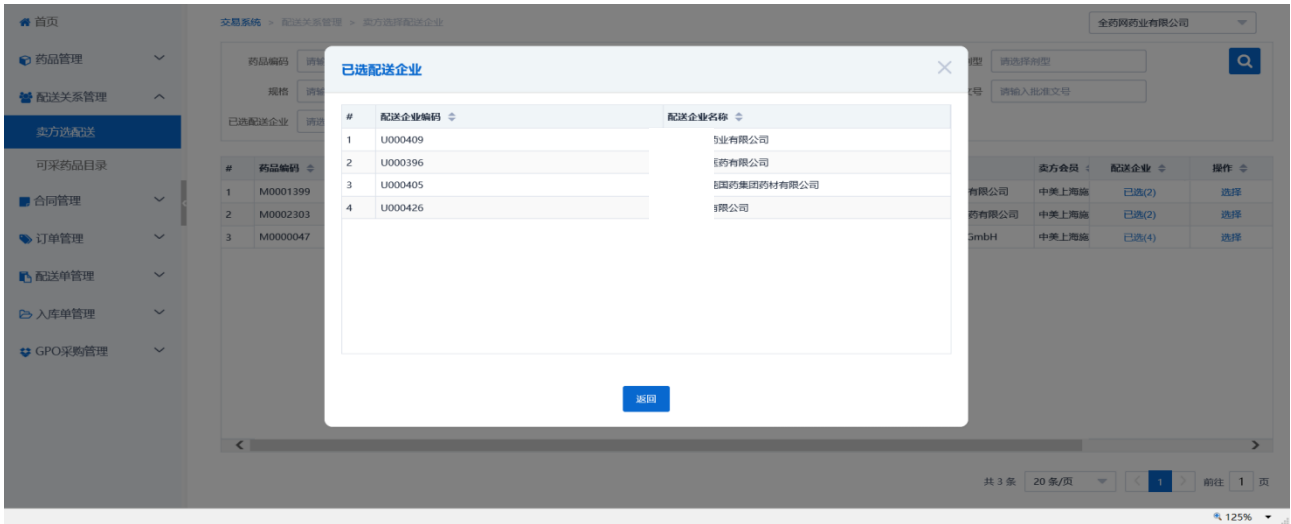 首页
交易系统 > 配送关系管理 > 卖方选择配送企业
全药网药业有限公司
药品管理
药品编码
剂型 请选择剂型
已选配送企业
配送关系管理
规格
请输入批准文号
已选配送企业
卖方选配送
# 配送企业编码 配送企业名称
1 U000409 药业有限公司
2 U000396 医药有限公司
3 U000405 国药集团药材有限公司
4 U000426 有限公司
可采药品目录
# 药品编码 卖方会员 配送企业 操作
1 M0001399 有限公司 中美上海施 已选(2) 选择
2 M0002303 药有限公司 中美上海施 已选(2) 选择
3 M0000047 GmbH 中美上海施 已选(4) 选择
合同管理
订单管理
配送单管理
入库单管理
GPO采购管理
返回
共 3 条 20 条/页 1 前往 1 页
125%